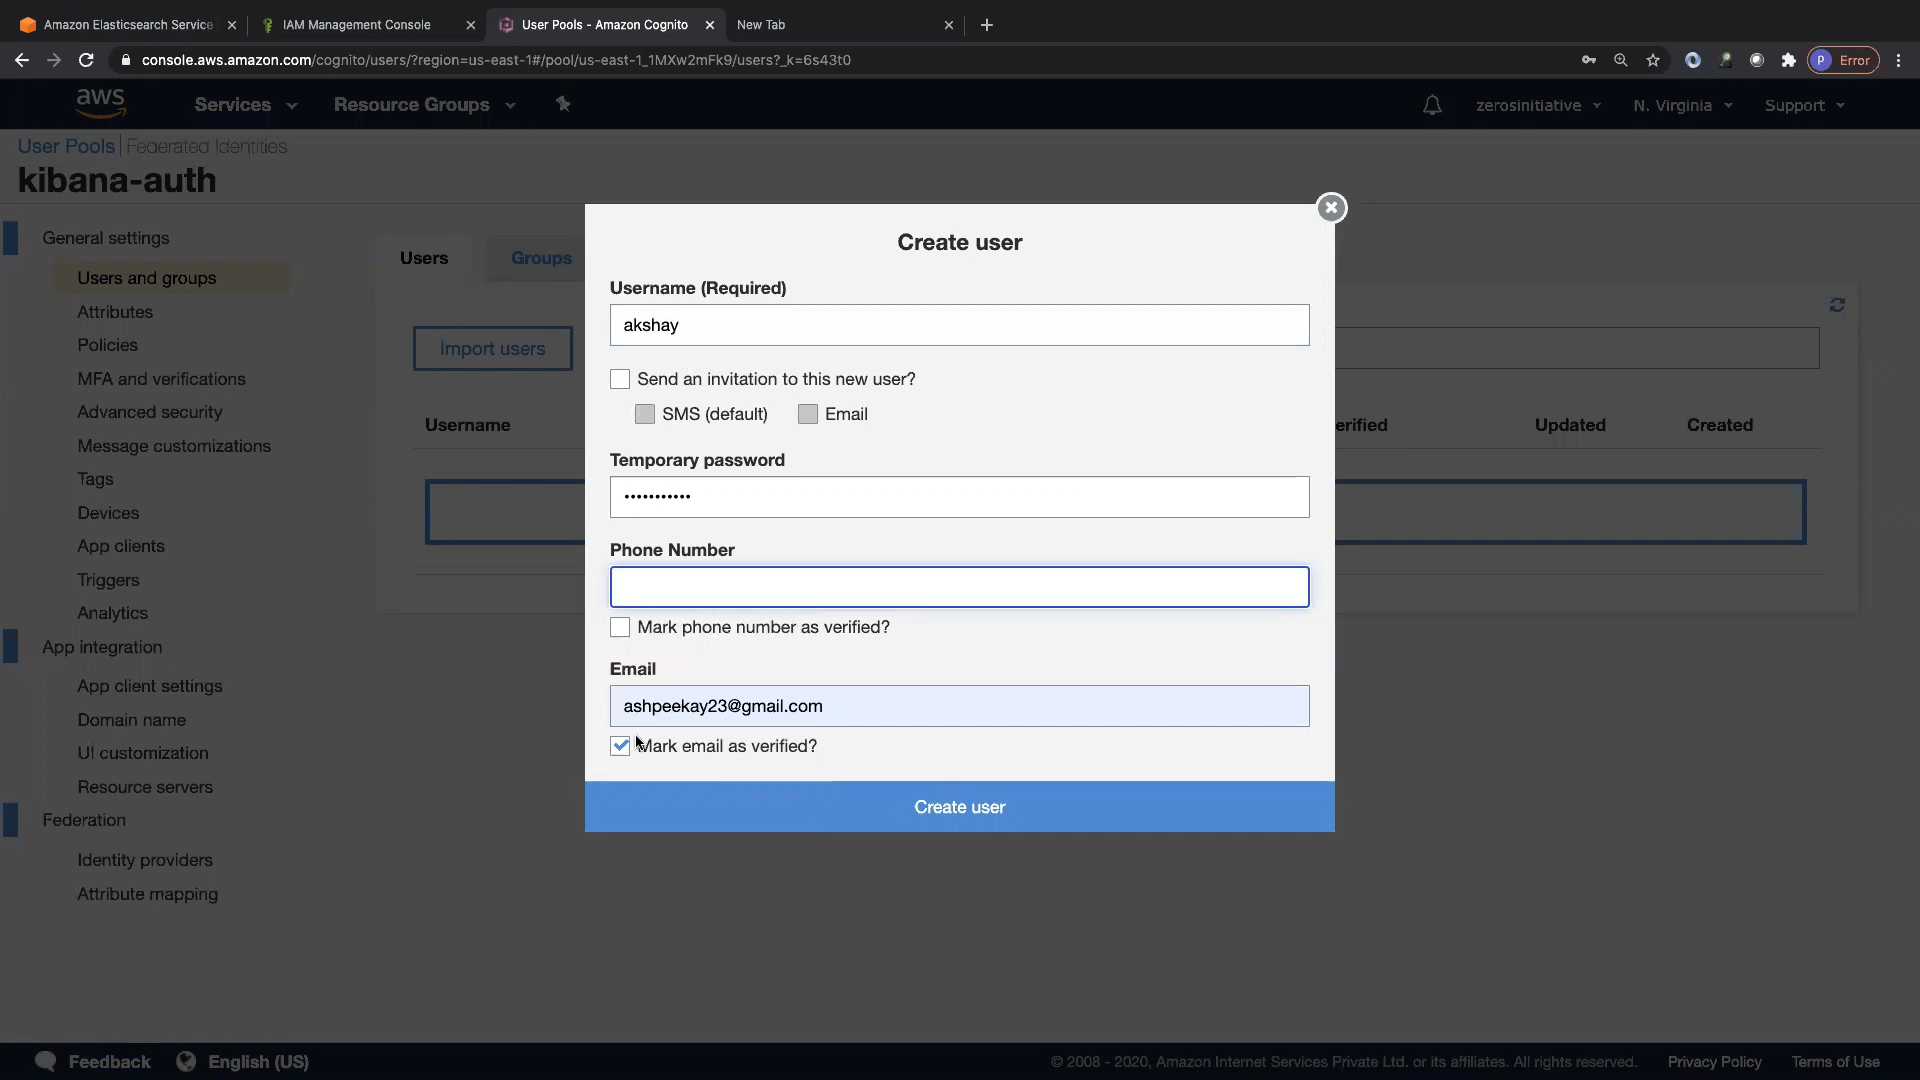 Amazon Elasticsearch Service
IAM Management Console
User Pools - Amazon Cognito
New Tab
console.aws.amazon.com/cognito/users/?region=us-east-1#/pool/us-east-1_1MXw2mFk9/users?_k=6s43t0
P Error
aws
Services
Resource Groups
zerosinitiative
N. Virginia
Support
User Pools | Federated Identities
kibana-auth
General settings
Users and groups
Attributes
Policies
MFA and verifications
Advanced security
Message customizations
Tags
Devices
App clients
Triggers
Analytics
App integration
App client settings
Domain name
UI customization
Resource servers
Federation
Identity providers
Attribute mapping
Users
Groups
Import users
Username
erified
Updated
Created
Create user
Username (Required)
akshay
Send an invitation to this new user?
SMS (default)
Email
Temporary password
•••••••••••
Phone Number
Mark phone number as verified?
Email
ashpeekay23@gmail.com
Mark email as verified?
Create user
Feedback
English (US)
© 2008 - 2020, Amazon Internet Services Private Ltd. or its affiliates. All rights reserved.
Privacy Policy
Terms of Use